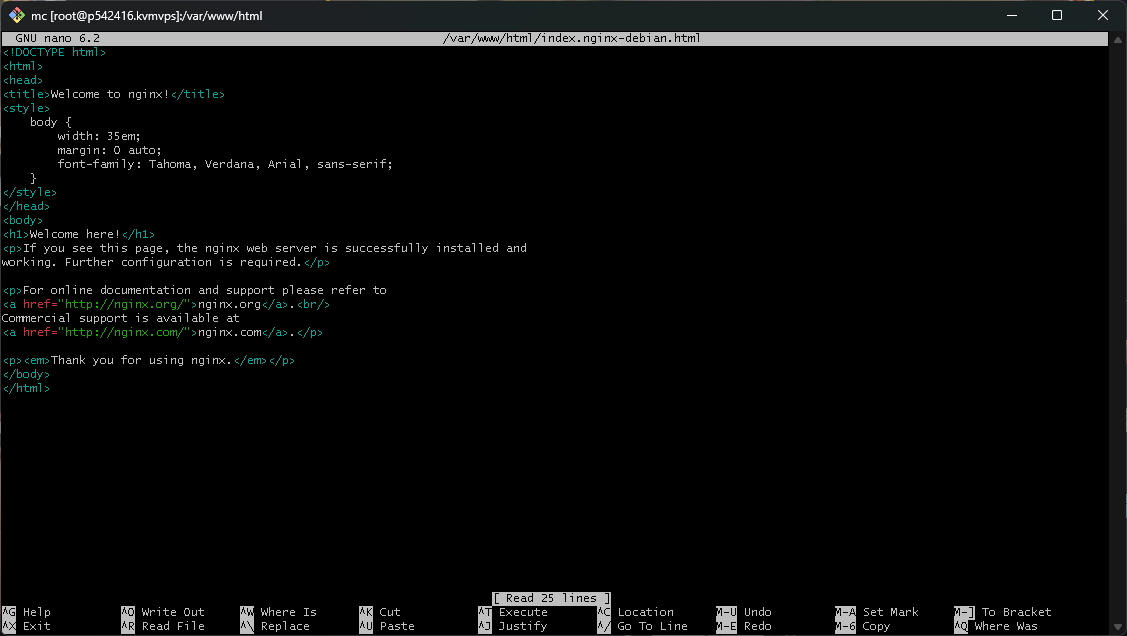 mc [root@p542416.kvmvps]:/var/www/html
GNU nano 6.2 /var/www/html/index.nginx-debian.html
<!DOCTYPE html>
<html>
<head>
<title>Welcome to nginx!</title>
<style>
    body {
        width: 35em;
        margin: 0 auto;
        font-family: Tahoma, Verdana, Arial, sans-serif;
    }
</style>
</head>
<body>
<h1>Welcome here!</h1>
<p>If you see this page, the nginx web server is successfully installed and
working. Further configuration is required.</p>

<p>For online documentation and support please refer to
<a href="http://nginx.org/">nginx.org</a>.<br/>
Commercial support is available at
<a href="http://nginx.com/">nginx.com</a>.</p>

<p><em>Thank you for using nginx.</em></p>
</body>
</html>
[ Read 25 lines ]
^G Help ^O Write Out ^W Where Is ^K Cut ^T Execute ^C Location M-U Undo M-A Set Mark M-] To Bracket
^X Exit ^R Read File ^\ Replace ^U Paste ^J Justify ^/ Go To Line M-E Redo M-6 Copy ^Q Where Was